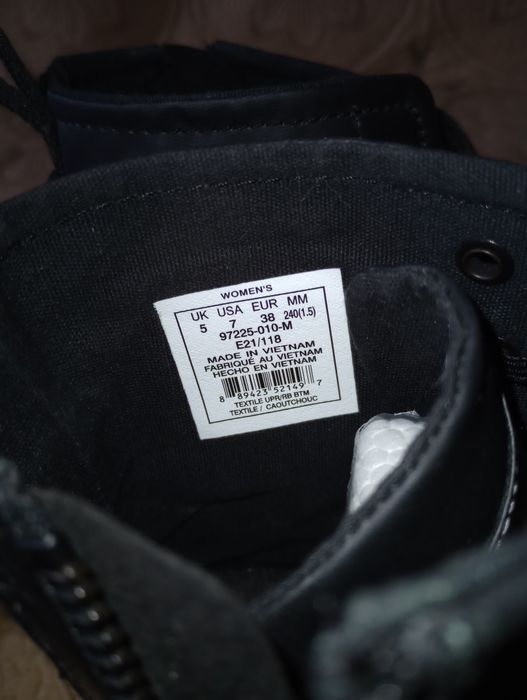 WOMEN'S
UK USA EUR MM
5 7 38 240(1.5)
97225-010-M
E21/118
MADE IN VIETNAM
FABRIQUÉ AU VIETNAM
HECHO EN VIETNAM
8 89423 52149 7
TEXTILE UPR/RB BTM
TEXTILE / CAOUTCHOUC